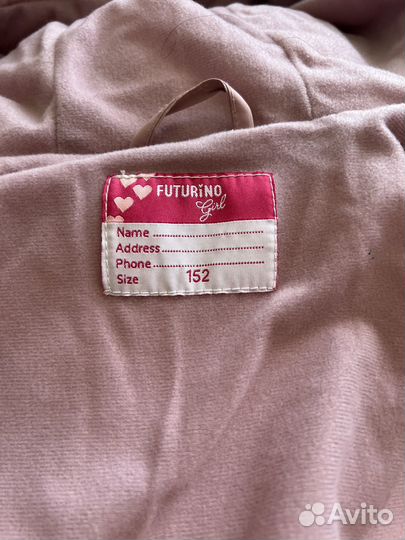 FUTURiNO
Girl
Name
Address
Phone
Size 152
Avito